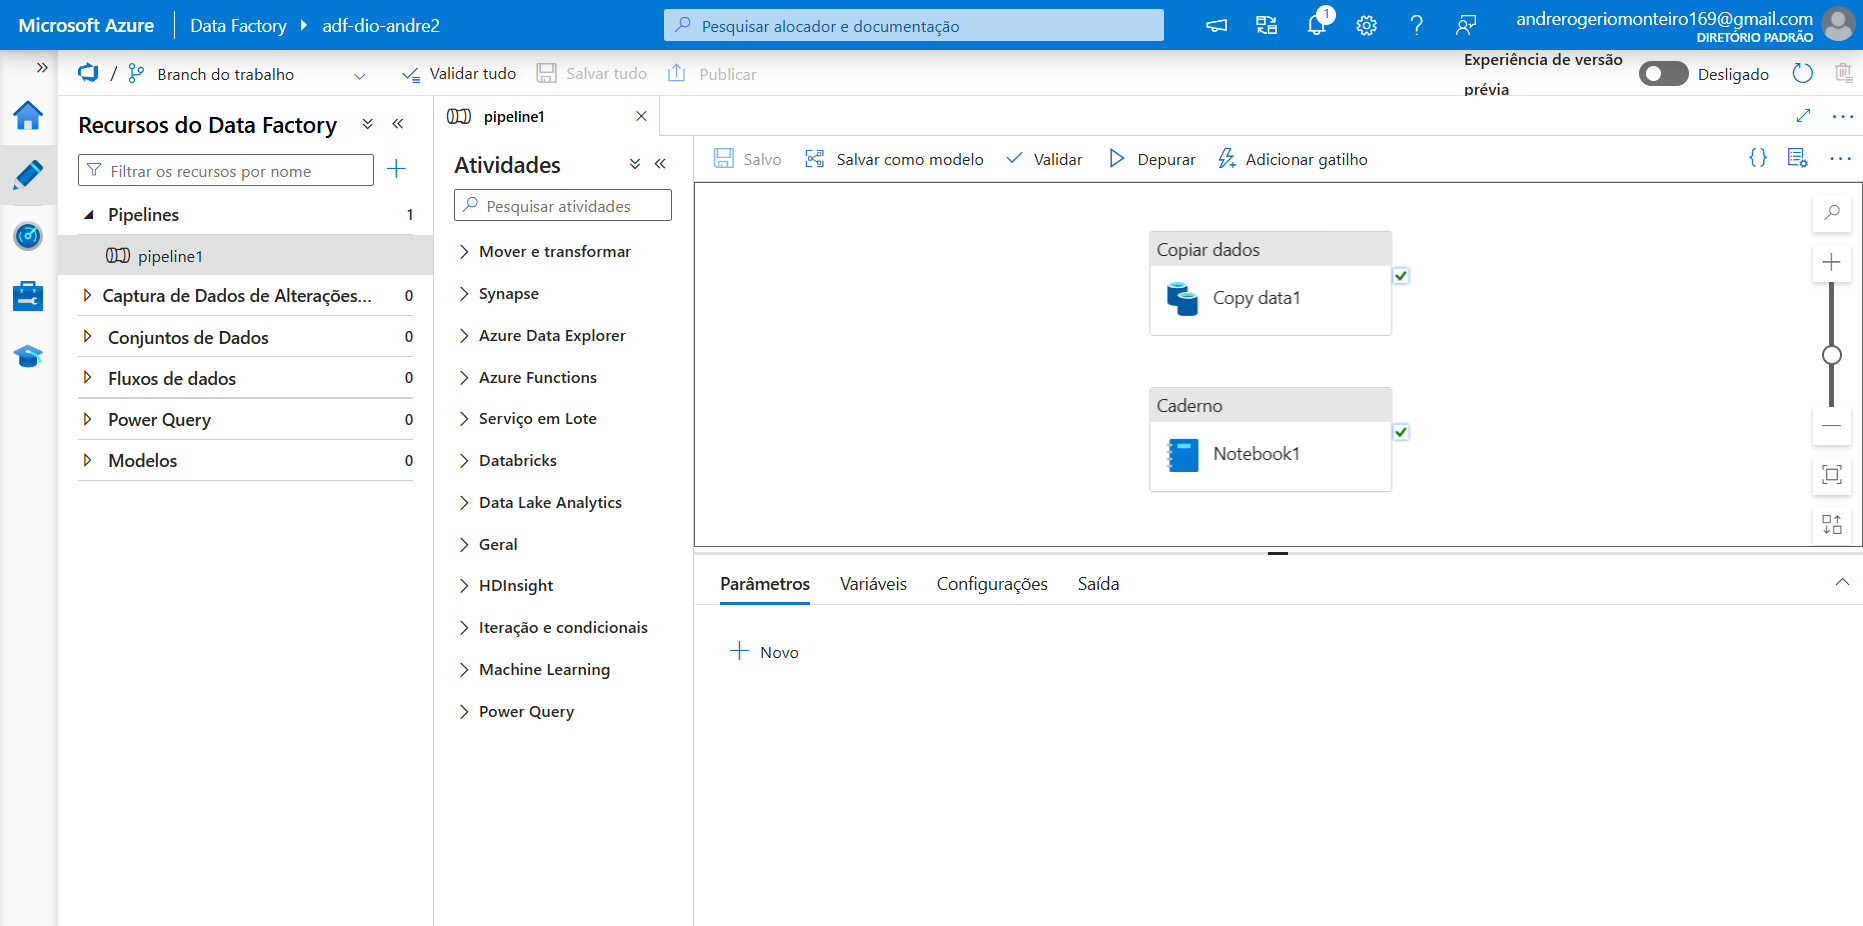 Microsoft Azure
Data Factory
adf-dio-andre2
Pesquisar alocador e documentação
1
andrerogeriomonteiro169@gmail.com
DIRETÓRIO PADRÃO
/
Branch do trabalho
Validar tudo
Salvar tudo
Publicar
Experiência de versão
prévia
Desligado
Recursos do Data Factory
Filtrar os recursos por nome
Pipelines 1
pipeline1
Captura de Dados de Alterações... 0
Conjuntos de Dados 0
Fluxos de dados 0
Power Query 0
Modelos 0
pipeline1
Atividades
Pesquisar atividades
Mover e transformar
Synapse
Azure Data Explorer
Azure Functions
Serviço em Lote
Databricks
Data Lake Analytics
Geral
HDInsight
Iteração e condicionais
Machine Learning
Power Query
Salvo
Salvar como modelo
Validar
Depurar
Adicionar gatilho
{}
Copiar dados
Copy data1
Caderno
Notebook1
Parâmetros
Variáveis
Configurações
Saída
Novo